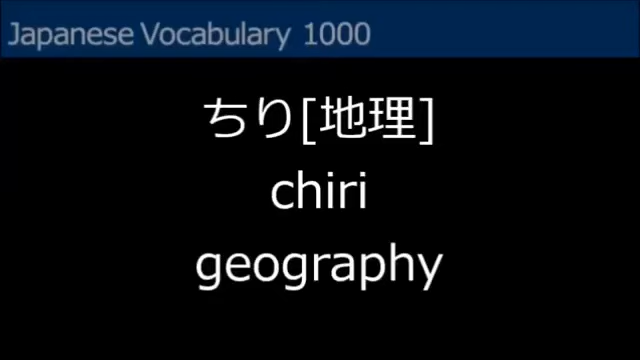 Japanese Vocabulary 1000
ちり[地理]
chiri
geography